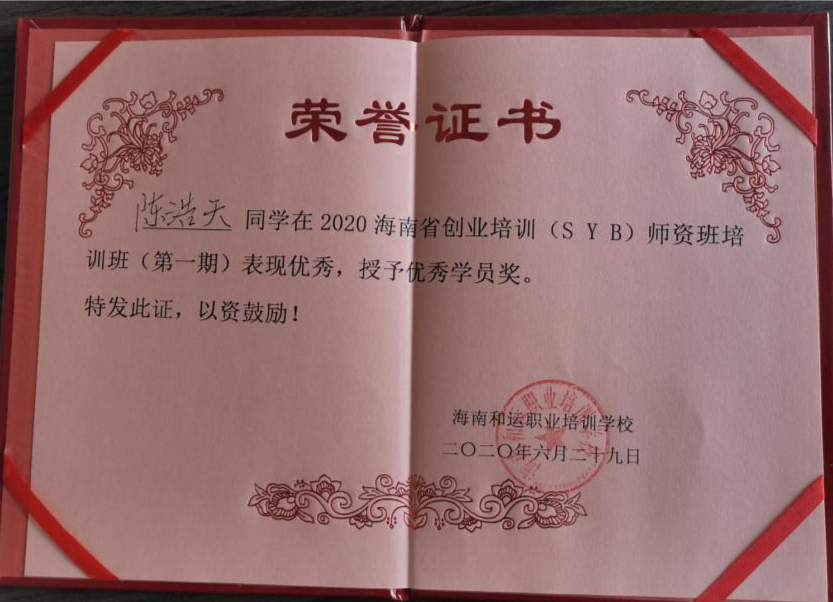 荣誉证书
陈浩天 同学在 2020 海南省创业培训（S Y B）师资班培
训班（第一期）表现优秀，授予优秀学员奖。
特发此证，以资鼓励！
海南和运职业培训学校
二〇二〇年六月二十九日